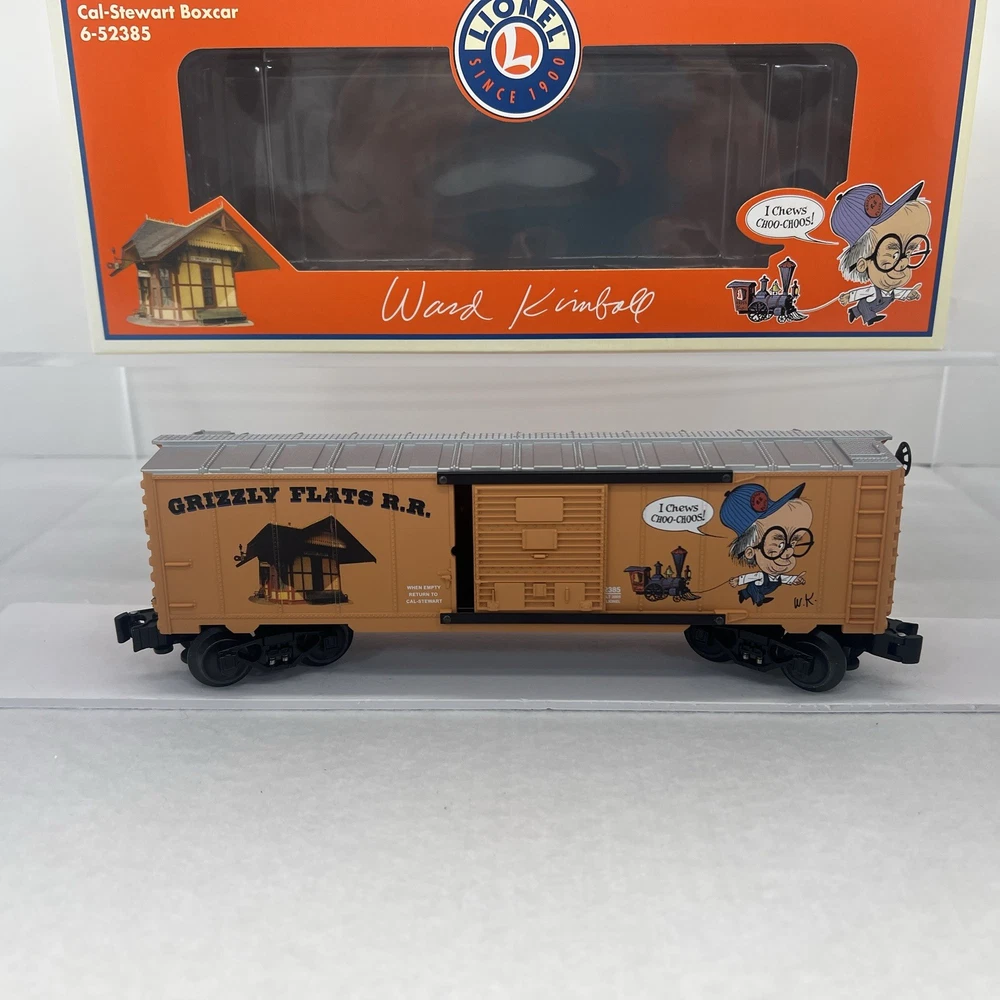 Cal-Stewart Boxcar
6-52385
LIONEL
L
SINCE 1900
I Chews
CHOO-CHOOS!
Ward Kimball
GRIZZLY FLATS R.R.
I Chews
CHOO-CHOOS!
WHEN EMPTY
RETURN TO
CAL-STEWART
W.K.